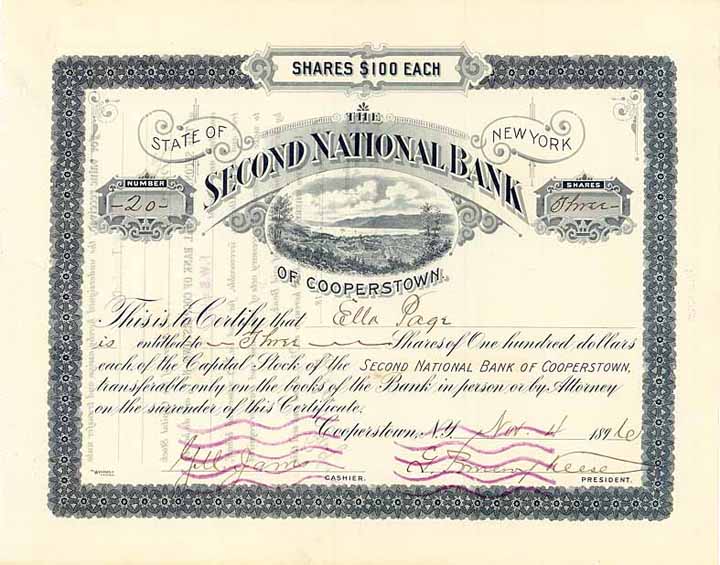 SHARES $100 EACH
THE
STATE OF NEW YORK
SECOND NATIONAL BANK
NUMBER
-20-
SHARES
Three
OF COOPERSTOWN.
This is to Certify that Ella Page
is entitled to Three Shares of One hundred dollars
each of the Capital Stock of the SECOND NATIONAL BANK OF COOPERSTOWN,
transferable only on the books of the Bank in person or by Attorney
on the surrender of this Certificate.
Cooperstown, N.Y. Nov. 4 1896
CASHIER.
PRESIDENT.